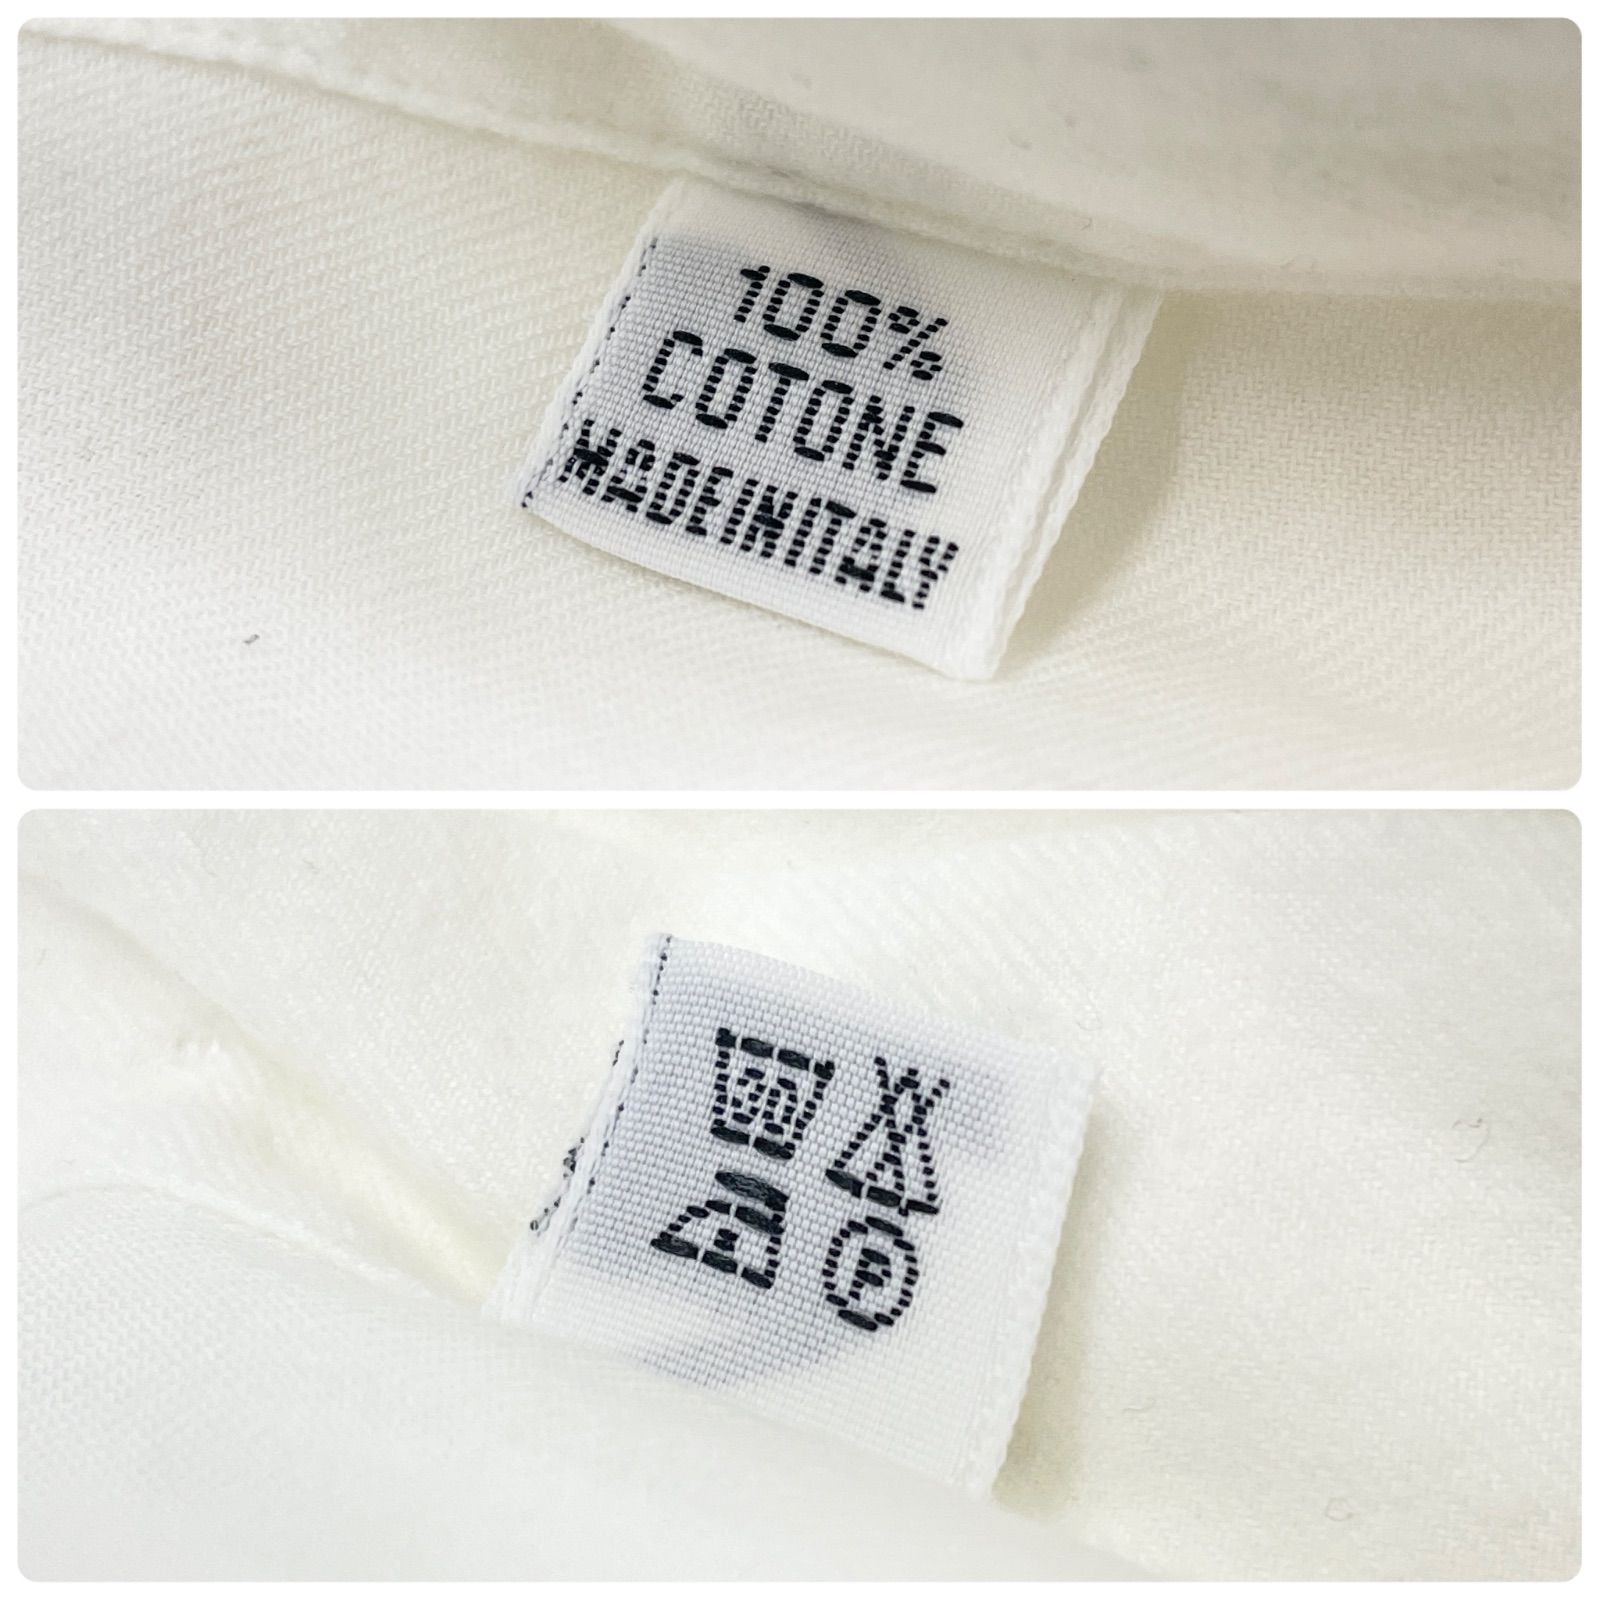 100%
COTONE
MADE IN ITALY
P